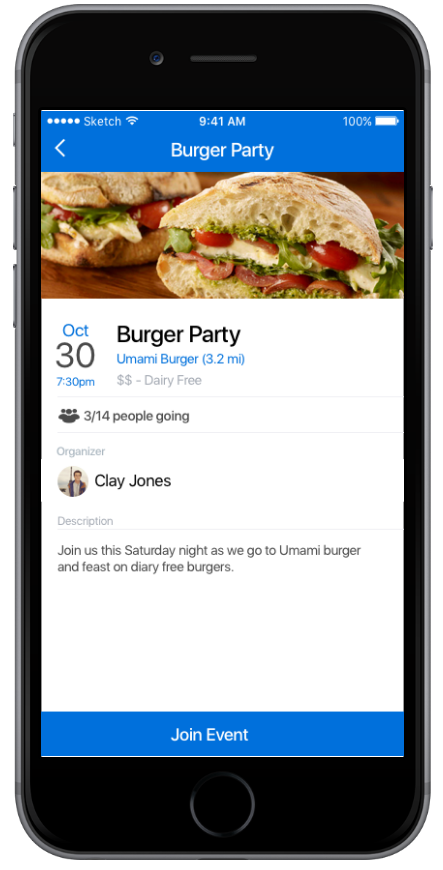 ●●●●● Sketch 9:41 AM 100%
Burger Party
Oct
30
7:30pm
Burger Party
Umami Burger (3.2 mi)
$$ - Dairy Free
3/14 people going
Organizer
Clay Jones
Description
Join us this Saturday night as we go to Umami burger
and feast on diary free burgers.
Join Event